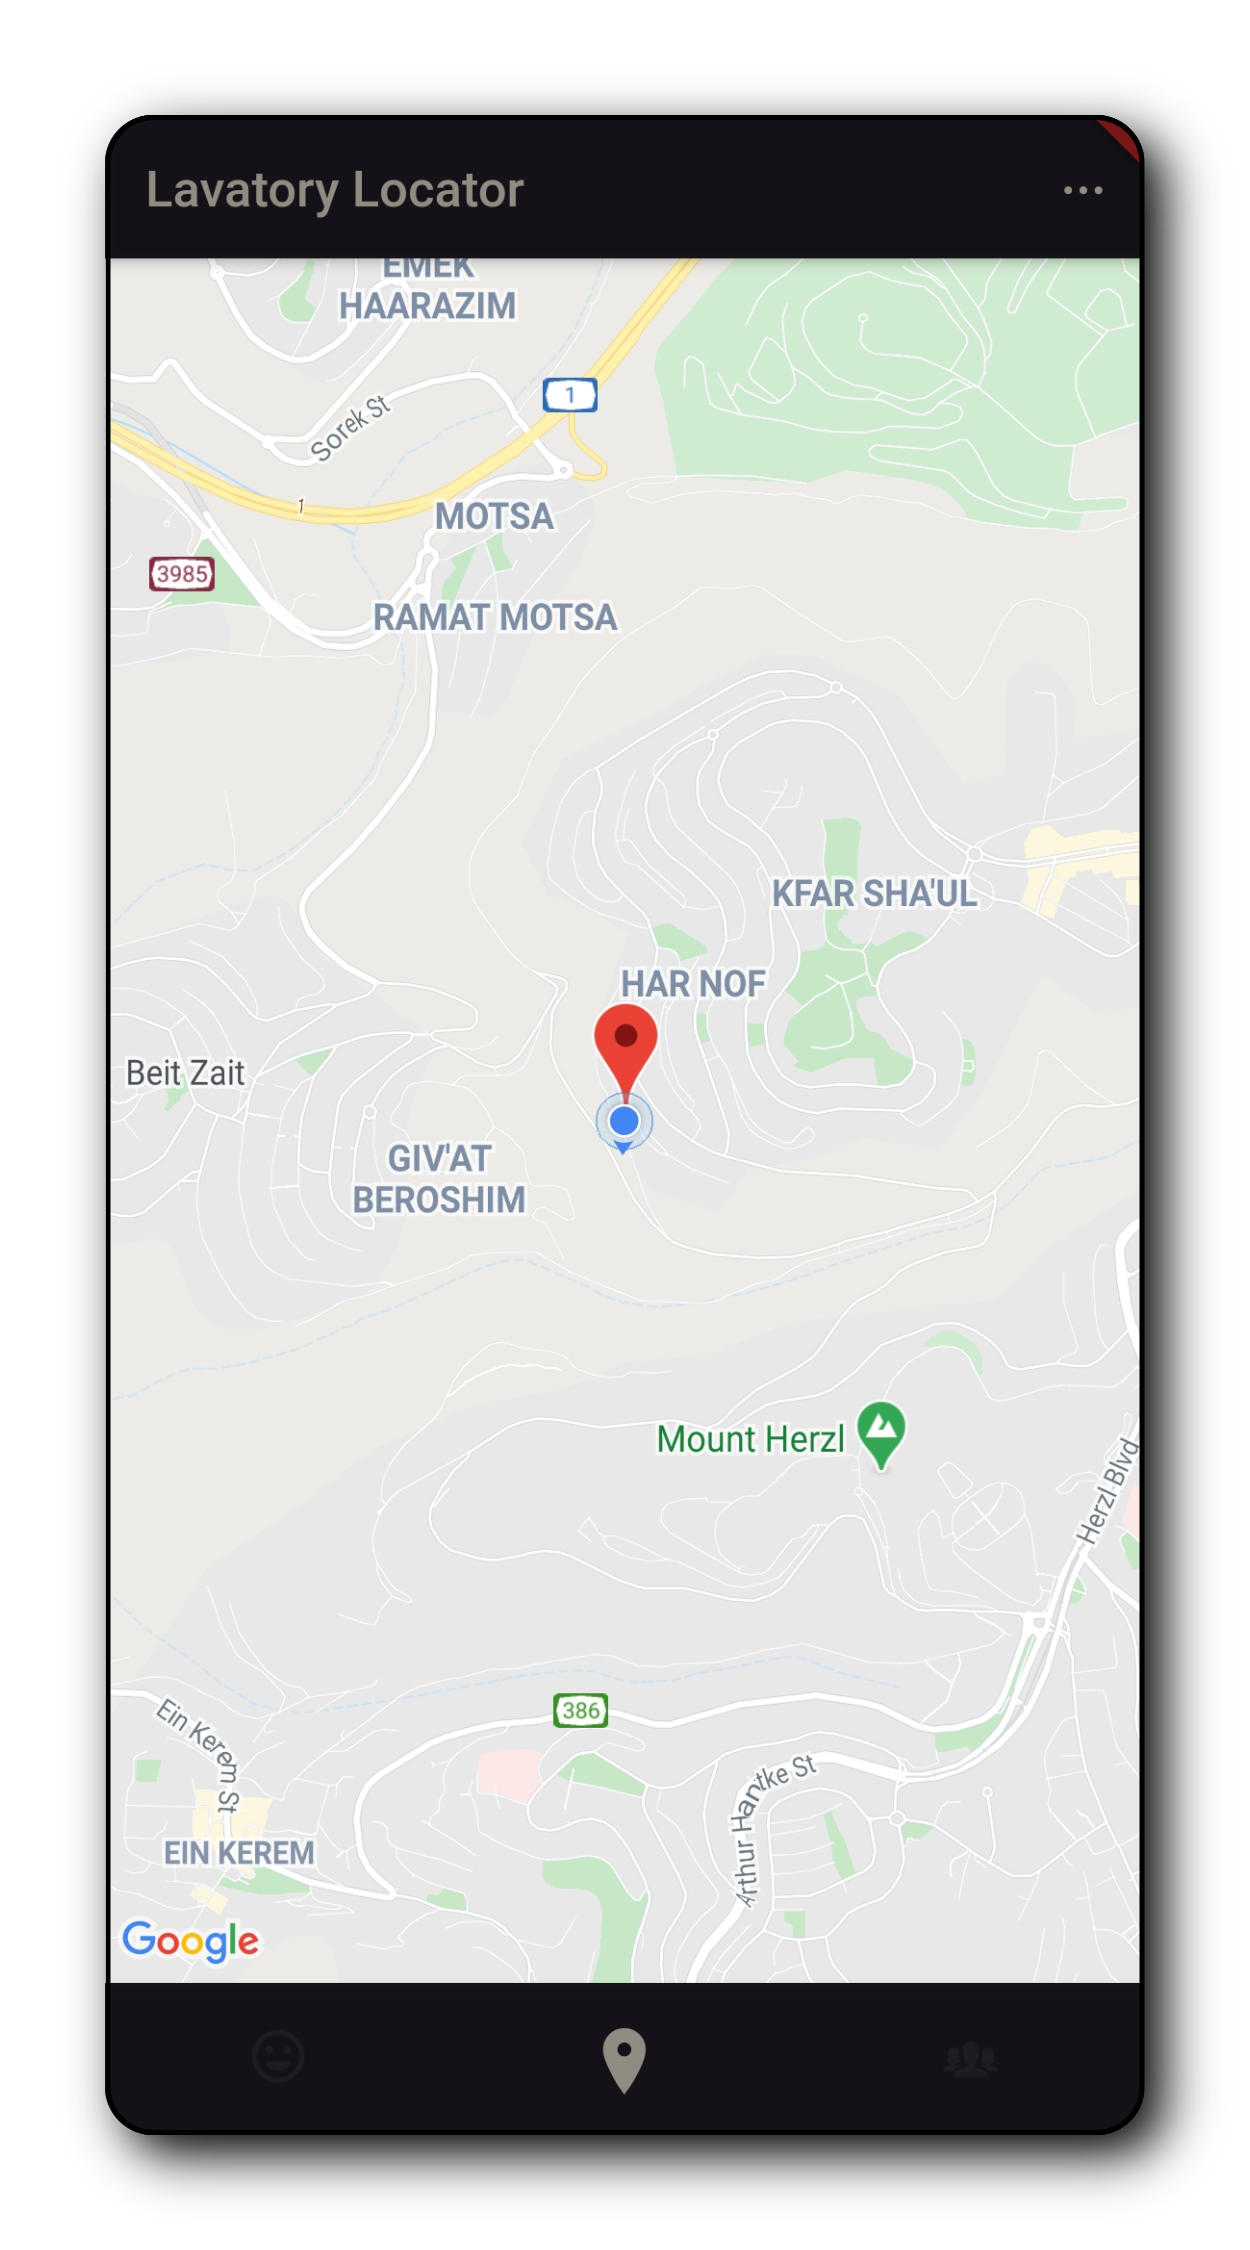 Lavatory Locator
EMEK
HAARAZIM
1
Sorek St
1
MOTSA
3985
RAMAT MOTSA
KFAR SHA'UL
HAR NOF
Beit Zait
GIV'AT
BEROSHIM
Mount Herzl
Herzl Blvd
386
Ein Kerem St
Arthur Hantke St
EIN KEREM
Google